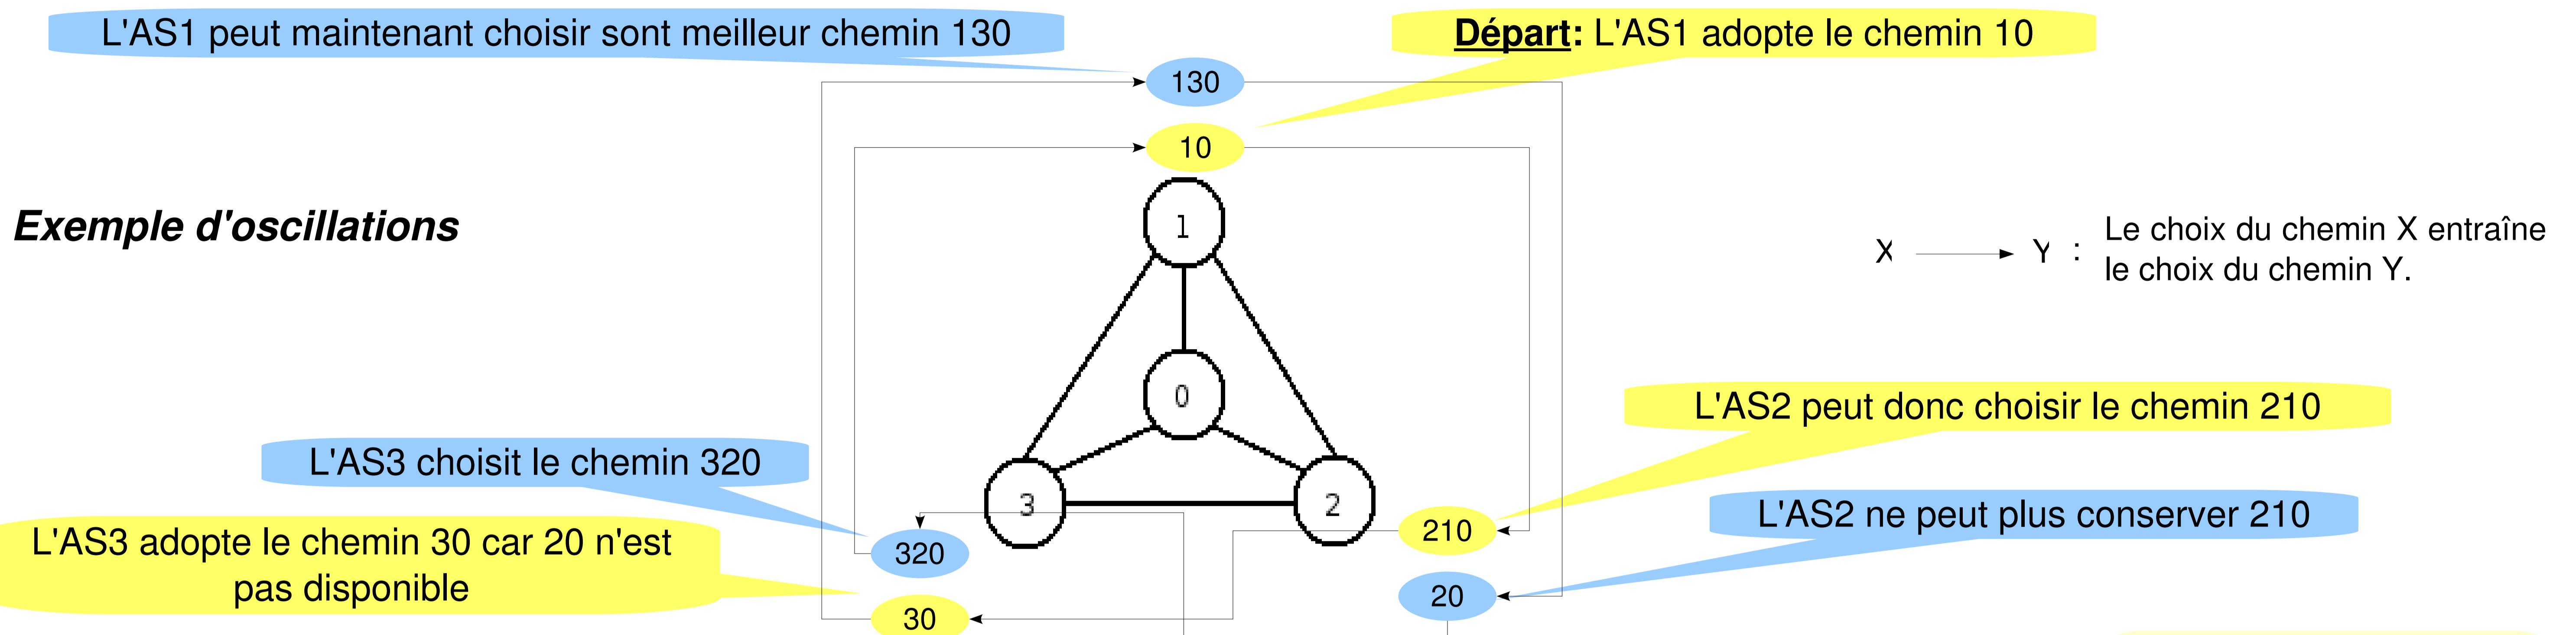 L'AS1 peut maintenant choisir sont meilleur chemin 130
Départ: L'AS1 adopte le chemin 10
130
10
1
Exemple d'oscillations
X Y :
Le choix du chemin X entraîne
le choix du chemin Y.
0
L'AS2 peut donc choisir le chemin 210
L'AS3 choisit le chemin 320
3
2
L'AS2 ne peut plus conserver 210
210
L'AS3 adopte le chemin 30 car 20 n'est
pas disponible
320
20
30